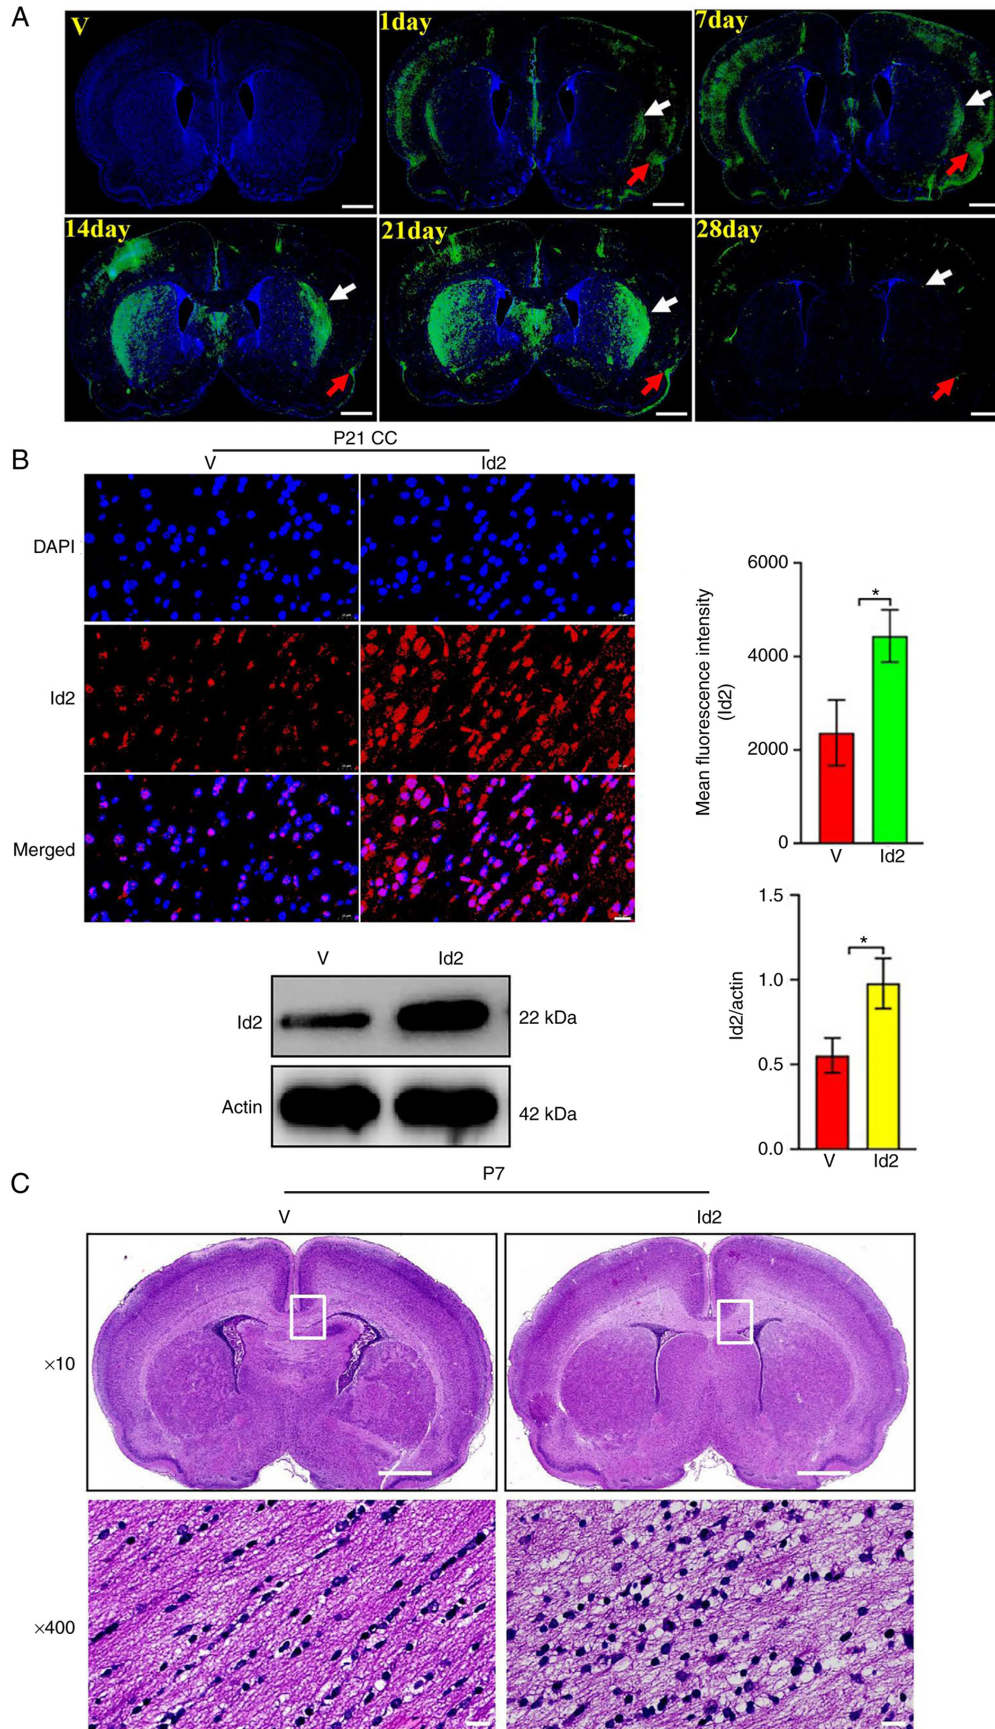 A
V
1day
7day
14day
21day
28day
B
P21 CC
V
Id2
DAPI
Id2
Merged
6000
4000
2000
0
Mean fluorescence intensity
(Id2)
*
V
Id2
V
Id2
Id2
22 kDa
Actin
42 kDa
1.5
1.0
0.5
0.0
Id2/actin
*
V
Id2
C
P7
V
Id2
×10
×400